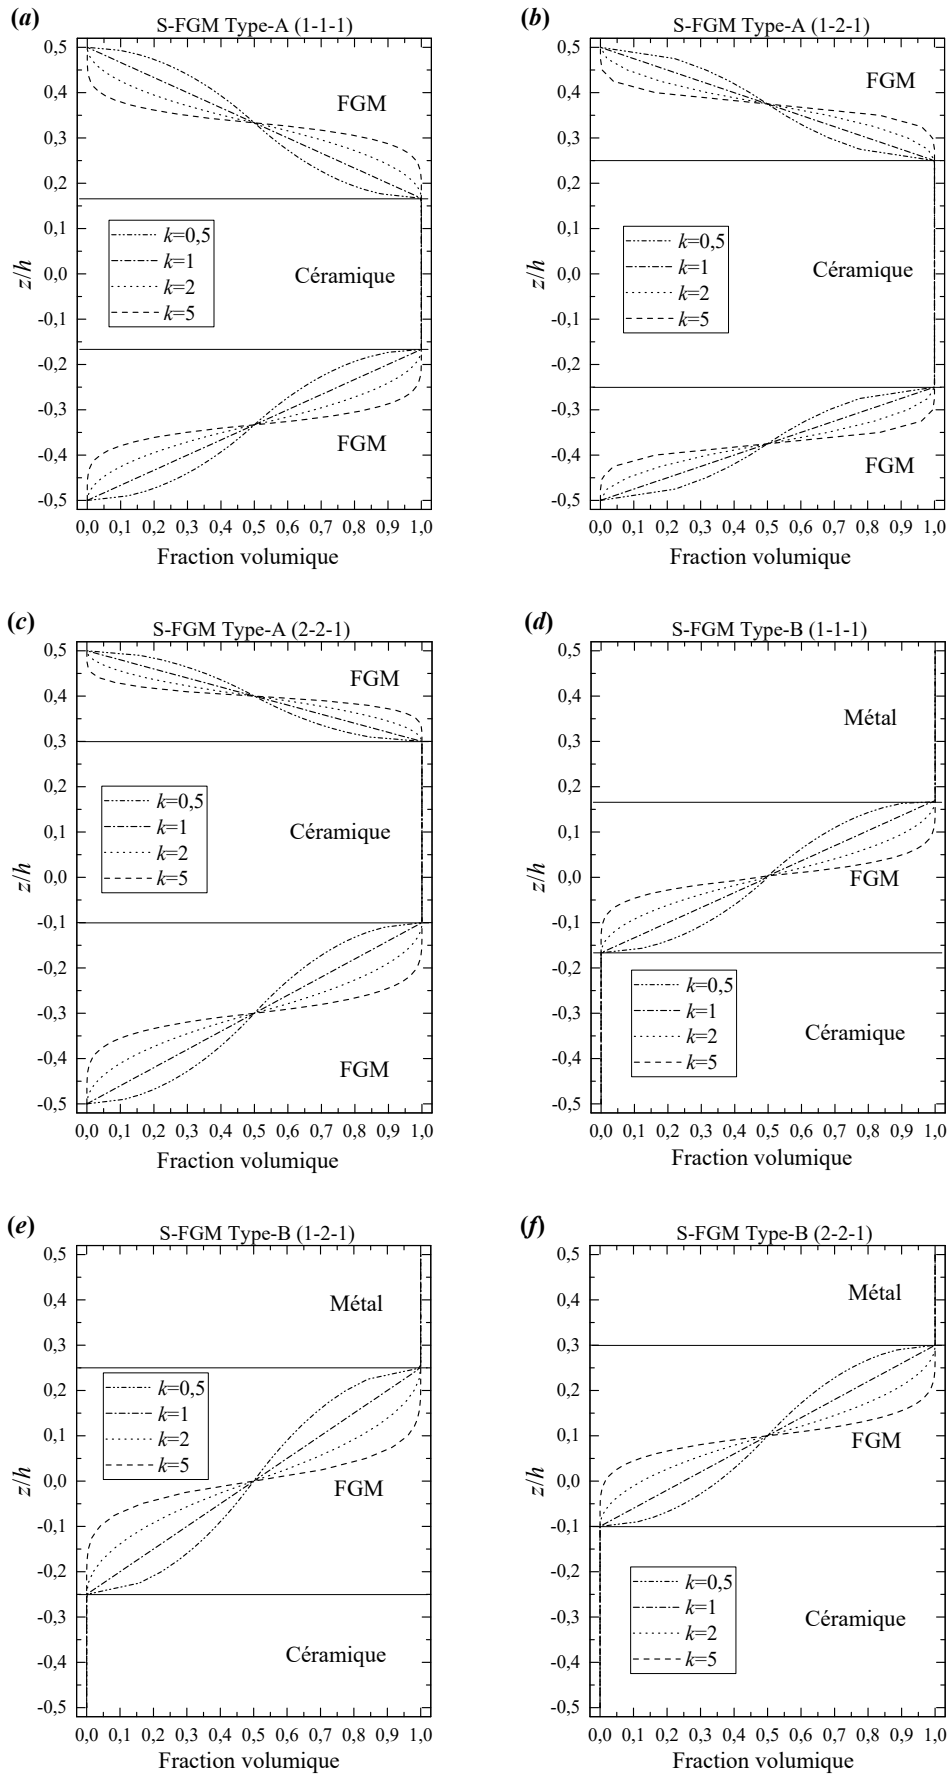 (a)
S-FGM Type-A (1-1-1)
0,5
0,4
0,3
0,2
0,1
0,0
-0,1
-0,2
-0,3
-0,4
-0,5
z/h
FGM
k=0,5
k=1
k=2
k=5
Céramique
FGM
0,0 0,1 0,2 0,3 0,4 0,5 0,6 0,7 0,8 0,9 1,0
Fraction volumique
(b)
S-FGM Type-A (1-2-1)
0,5
0,4
0,3
0,2
0,1
0,0
-0,1
-0,2
-0,3
-0,4
-0,5
z/h
FGM
k=0,5
k=1
k=2
k=5
Céramique
FGM
0,0 0,1 0,2 0,3 0,4 0,5 0,6 0,7 0,8 0,9 1,0
Fraction volumique
(c)
S-FGM Type-A (2-2-1)
0,5
0,4
0,3
0,2
0,1
0,0
-0,1
-0,2
-0,3
-0,4
-0,5
z/h
FGM
k=0,5
k=1
k=2
k=5
Céramique
FGM
0,0 0,1 0,2 0,3 0,4 0,5 0,6 0,7 0,8 0,9 1,0
Fraction volumique
(d)
S-FGM Type-B (1-1-1)
0,5
0,4
0,3
0,2
0,1
0,0
-0,1
-0,2
-0,3
-0,4
-0,5
z/h
Métal
FGM
k=0,5
k=1
k=2
k=5
Céramique
0,0 0,1 0,2 0,3 0,4 0,5 0,6 0,7 0,8 0,9 1,0
Fraction volumique
(e)
S-FGM Type-B (1-2-1)
0,5
0,4
0,3
0,2
0,1
0,0
-0,1
-0,2
-0,3
-0,4
-0,5
z/h
Métal
k=0,5
k=1
k=2
k=5
FGM
Céramique
0,0 0,1 0,2 0,3 0,4 0,5 0,6 0,7 0,8 0,9 1,0
Fraction volumique
(f)
S-FGM Type-B (2-2-1)
0,5
0,4
0,3
0,2
0,1
0,0
-0,1
-0,2
-0,3
-0,4
-0,5
z/h
Métal
FGM
k=0,5
k=1
k=2
k=5
Céramique
0,0 0,1 0,2 0,3 0,4 0,5 0,6 0,7 0,8 0,9 1,0
Fraction volumique